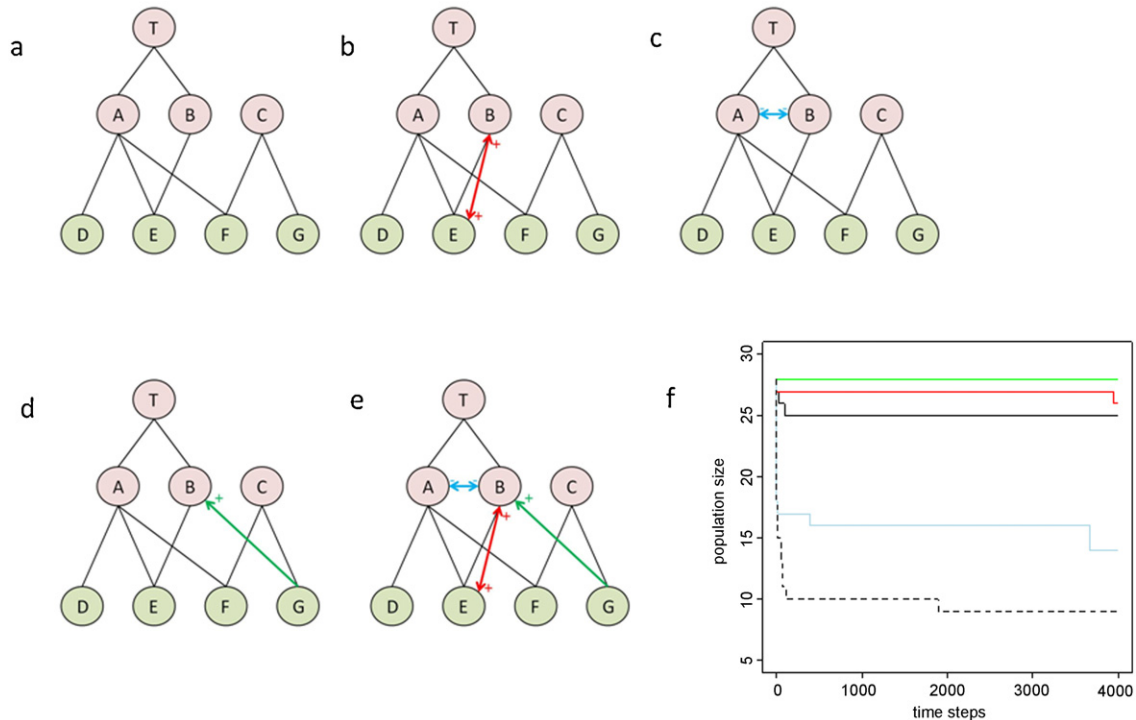 a
T
A B C
D E F G
b
T
A B C
+
+
D E F G
c
T
A - - B C
D E F G
d
T
A B C
+
D E F G
e
T
A - - B C
+
+
+
D E F G
f
population size
30
25
20
15
10
5
0 1000 2000 3000 4000
time steps